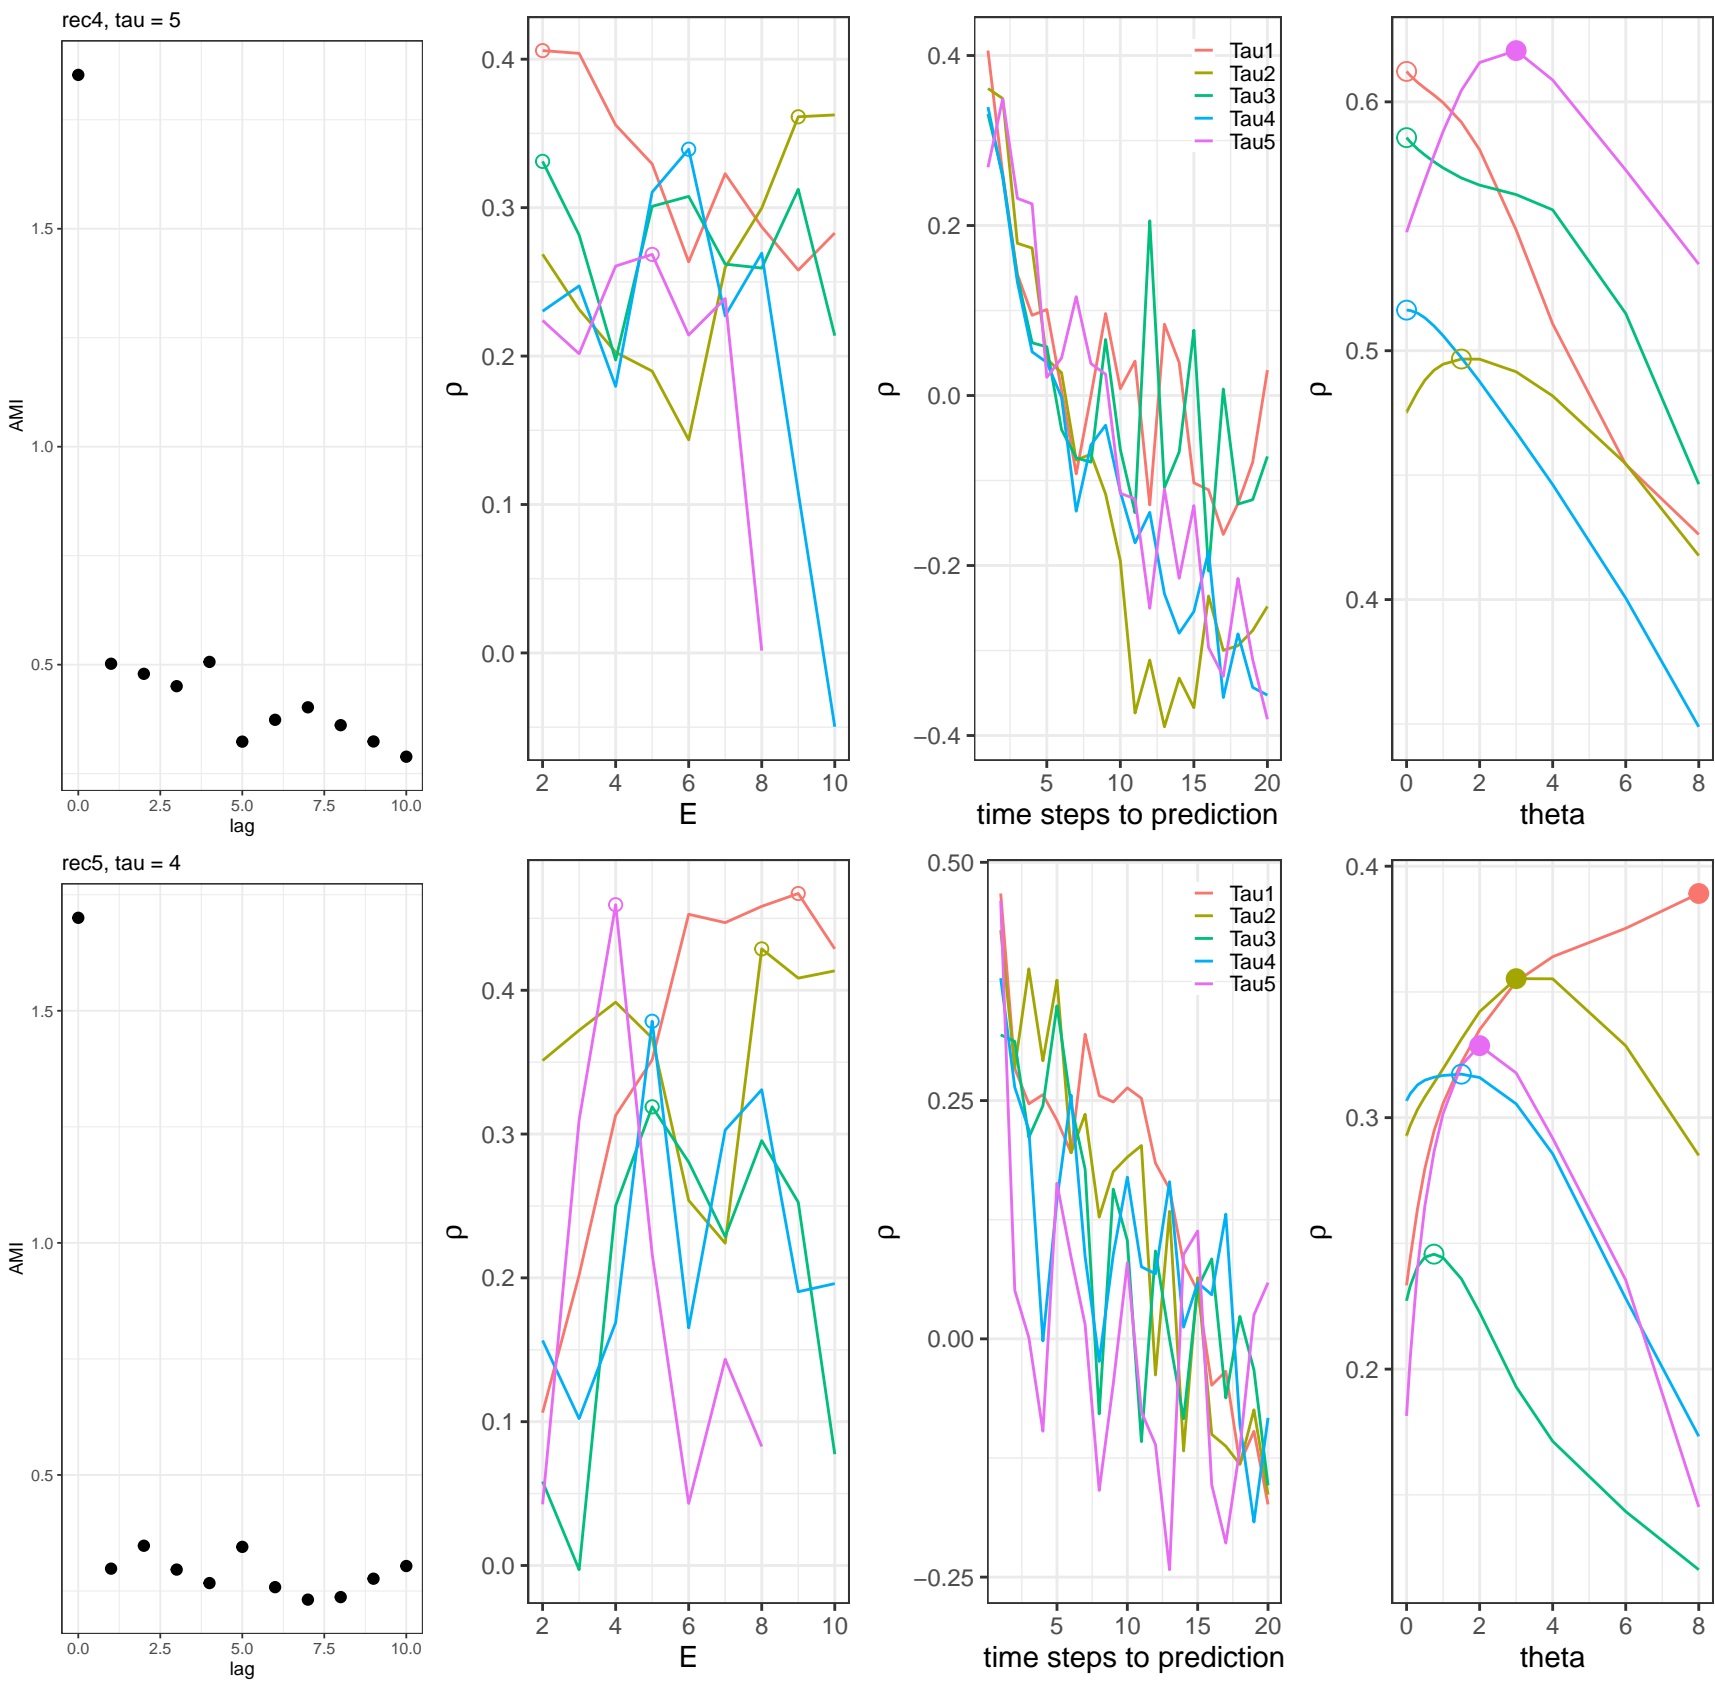 rec4, tau = 5
AMI
1.5
1.0
0.5
0.0
2.5
5.0
7.5
10.0
lag
ρ
0.4
0.3
0.2
0.1
0.0
2
4
6
8
10
E
ρ
0.4
0.2
0.0
−0.2
−0.4
Tau1
Tau2
Tau3
Tau4
Tau5
5
10
15
20
time steps to prediction
ρ
0.6
0.5
0.4
0
2
4
6
8
theta
rec5, tau = 4
AMI
1.5
1.0
0.5
0.0
2.5
5.0
7.5
10.0
lag
ρ
0.4
0.3
0.2
0.1
0.0
2
4
6
8
10
E
ρ
0.50
0.25
0.00
−0.25
Tau1
Tau2
Tau3
Tau4
Tau5
5
10
15
20
time steps to prediction
ρ
0.4
0.3
0.2
0
2
4
6
8
theta